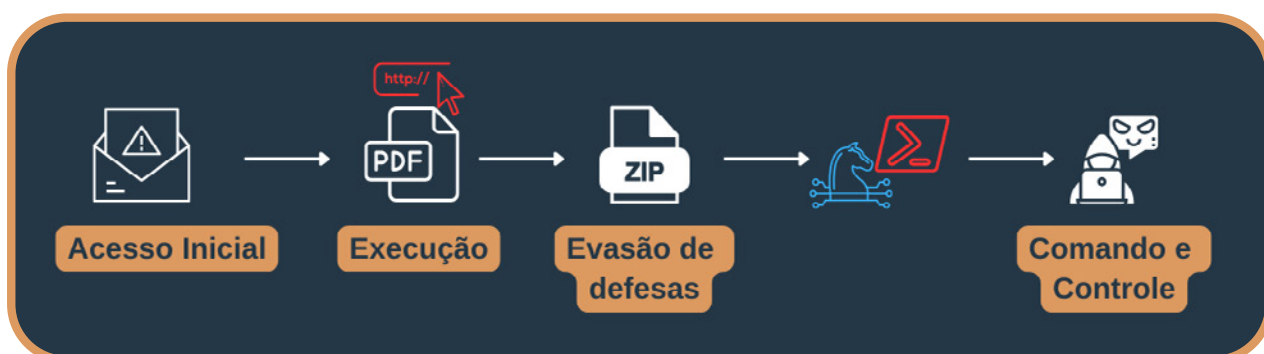 http://
PDF
ZIP
>_
Acesso Inicial
Execução
Evasão de
defesas
Comando e
Controle